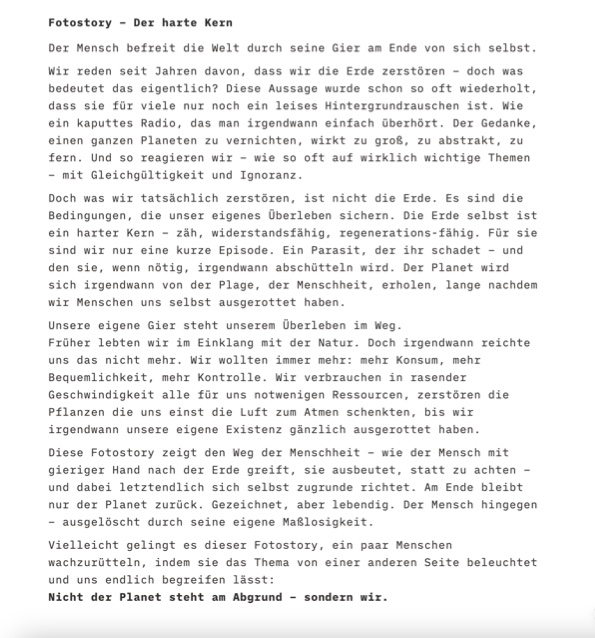 Fotostory – Der harte Kern
Der Mensch befreit die Welt durch seine Gier am Ende von sich selbst.
Wir reden seit Jahren davon, dass wir die Erde zerstören – doch was
bedeutet das eigentlich? Diese Aussage wurde schon so oft wiederholt,
dass sie für viele nur noch ein leises Hintergrundrauschen ist. Wie
ein kaputtes Radio, das man irgendwann einfach überhört. Der Gedanke,
einen ganzen Planeten zu vernichten, wirkt zu groß, zu abstrakt, zu
fern. Und so reagieren wir – wie so oft auf wirklich wichtige Themen
– mit Gleichgültigkeit und Ignoranz.
Doch was wir tatsächlich zerstören, ist nicht die Erde. Es sind die
Bedingungen, die unser eigenes Überleben sichern. Die Erde selbst ist
ein harter Kern – zäh, widerstandsfähig, regenerations-fähig. Für sie
sind wir nur eine kurze Episode. Ein Parasit, der ihr schadet – und
den sie, wenn nötig, irgendwann abschütteln wird. Der Planet wird
sich irgendwann von der Plage, der Menschheit, erholen, lange nachdem
wir Menschen uns selbst ausgerottet haben.
Unsere eigene Gier steht unserem Überleben im Weg.
Früher lebten wir im Einklang mit der Natur. Doch irgendwann reichte
uns das nicht mehr. Wir wollten immer mehr: mehr Konsum, mehr
Bequemlichkeit, mehr Kontrolle. Wir verbrauchen in rasender
Geschwindigkeit alle für uns notwenigen Ressourcen, zerstören die
Pflanzen die uns einst die Luft zum Atmen schenkten, bis wir
irgendwann unsere eigene Existenz gänzlich ausgerottet haben.
Diese Fotostory zeigt den Weg der Menschheit – wie der Mensch mit
gieriger Hand nach der Erde greift, sie ausbeutet, statt zu achten –
und dabei letztendlich sich selbst zugrunde richtet. Am Ende bleibt
nur der Planet zurück. Gezeichnet, aber lebendig. Der Mensch hingegen
– ausgelöscht durch seine eigene Maßlosigkeit.
Vielleicht gelingt es dieser Fotostory, ein paar Menschen
wachzurütteln, indem sie das Thema von einer anderen Seite beleuchtet
und uns endlich begreifen lässt:
Nicht der Planet steht am Abgrund – sondern wir.